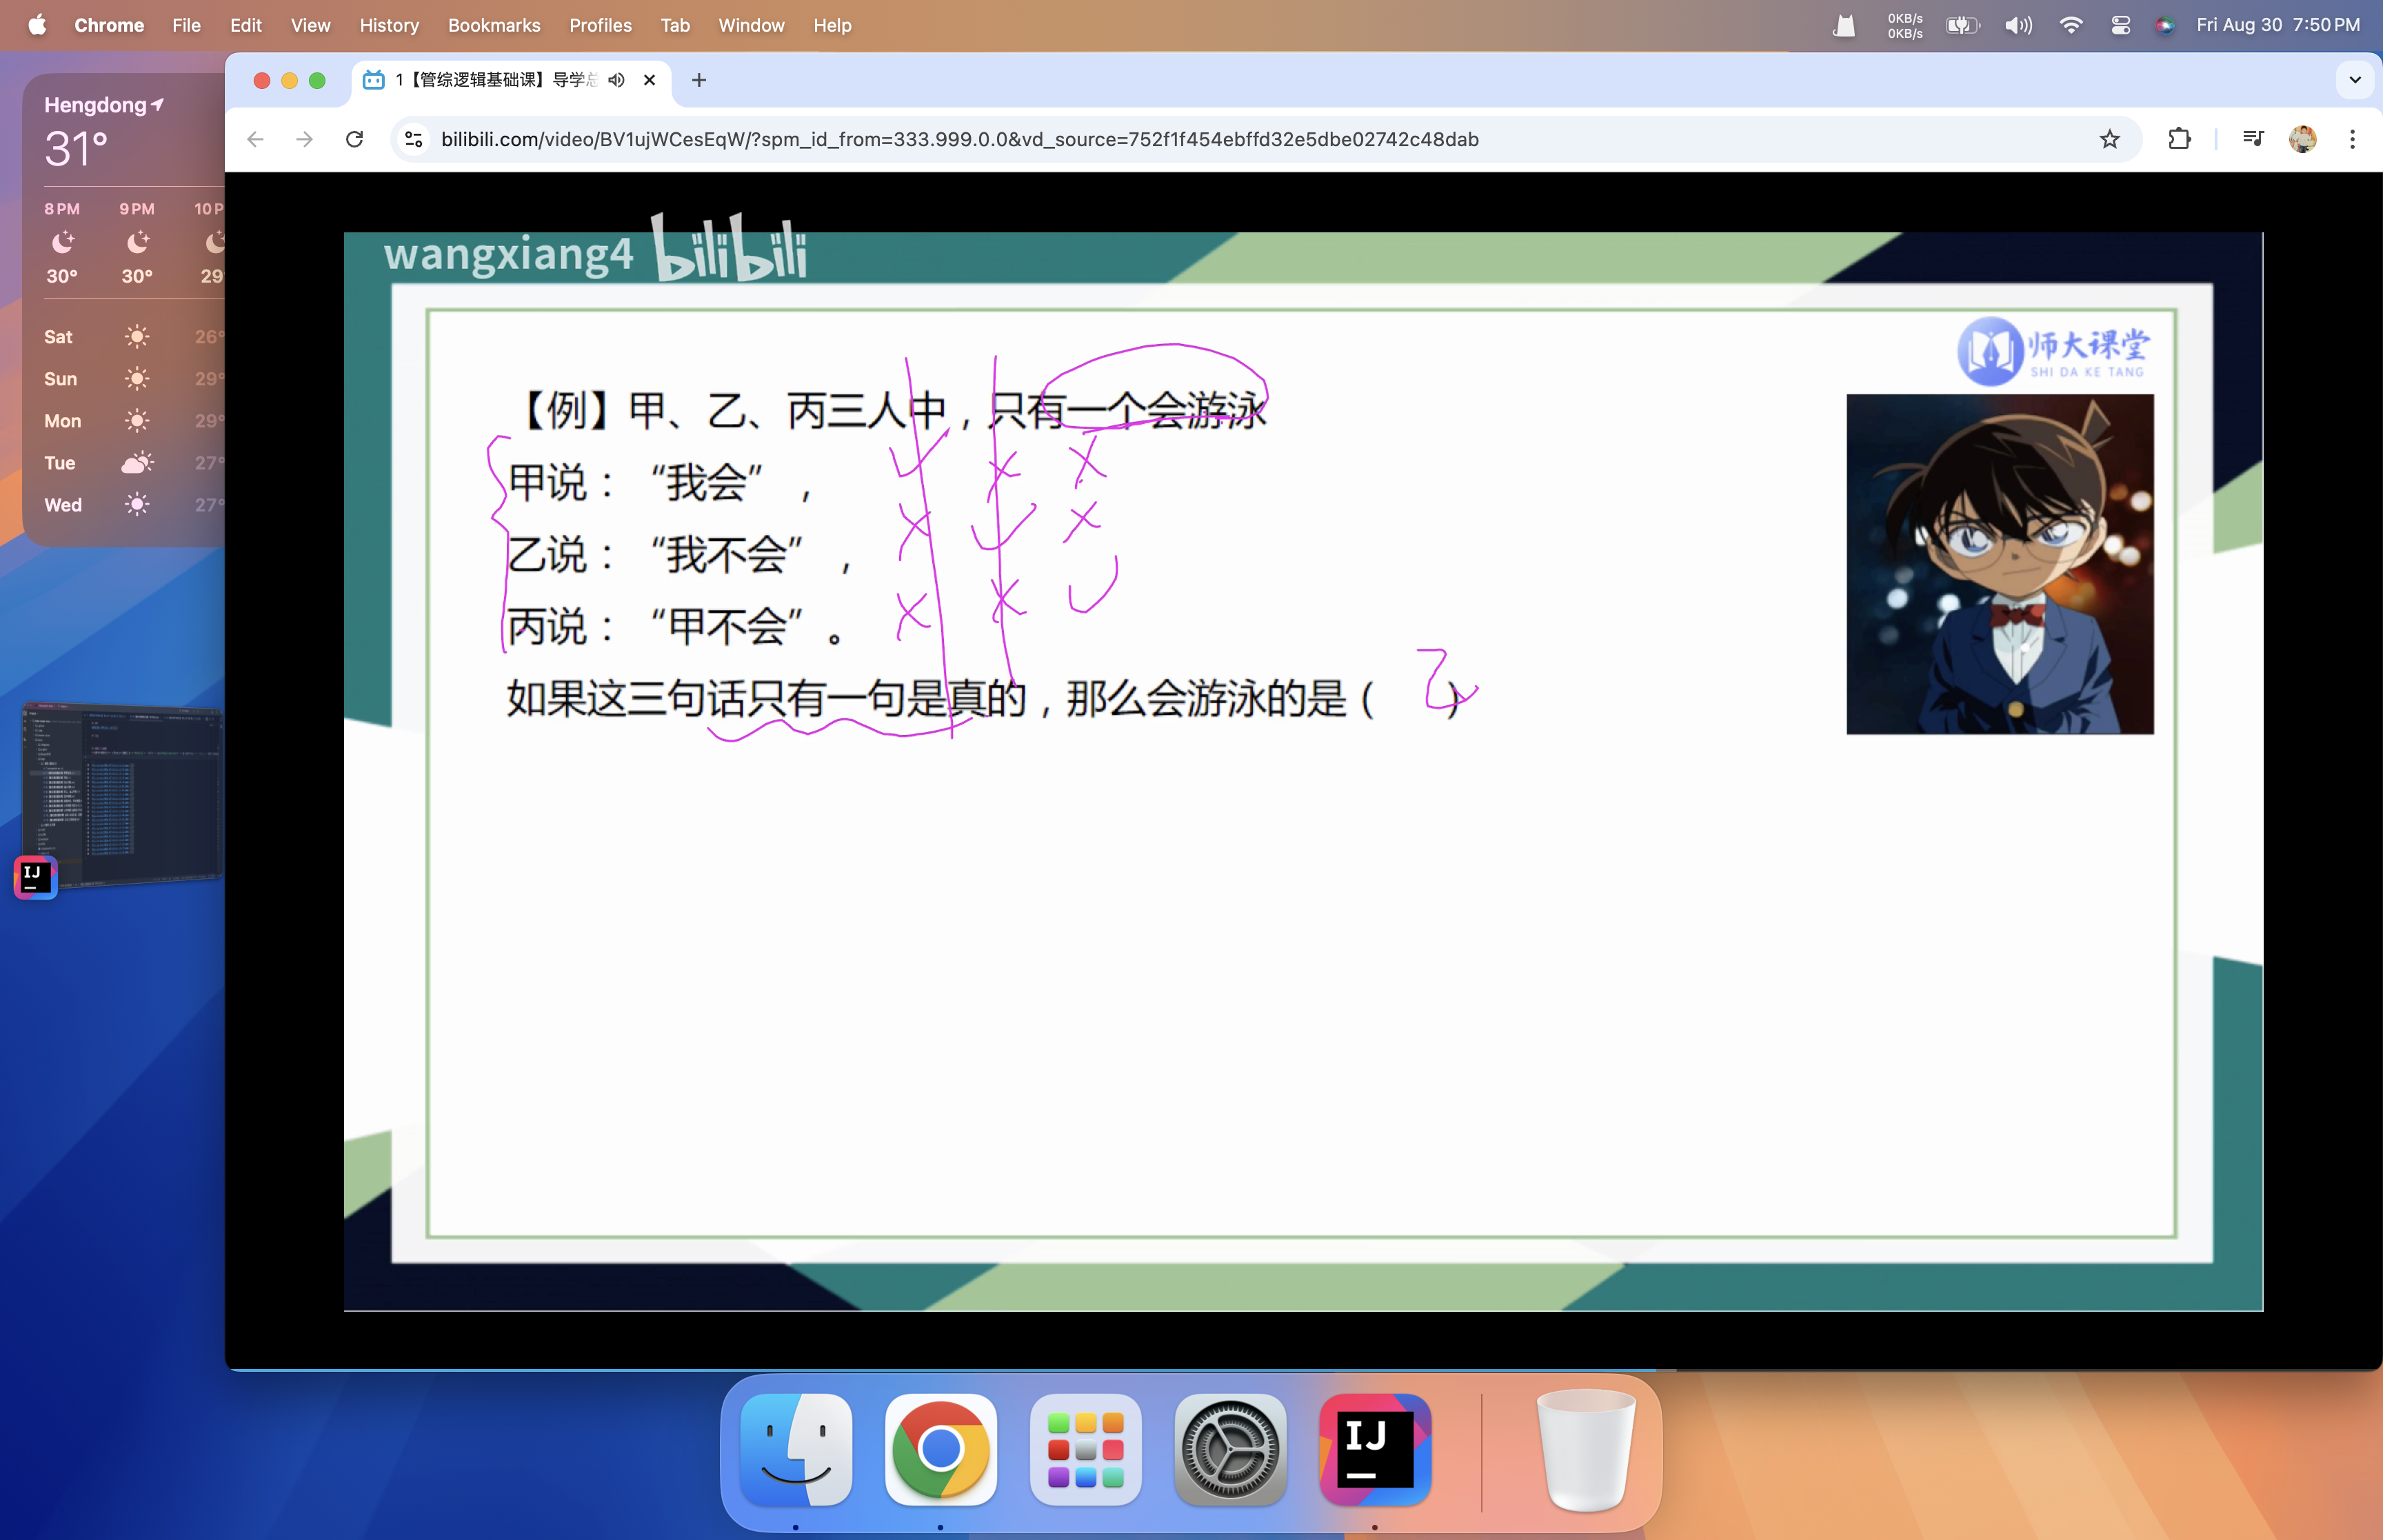 Chrome File Edit View History Bookmarks Profiles Tab Window Help
0KB/s
0KB/s
Fri Aug 30 7:50 PM
Hengdong
31°
8 PM 9 PM 10 P
30° 30° 29°
Sat 26°
Sun 29°
Mon 29°
Tue 27°
Wed 27°
1【管综逻辑基础课】导学总
bilibili.com/video/BV1ujWCesEqW/?spm_id_from=333.999.0.0&vd_source=752f1f454ebffd32e5dbe02742c48dab
wangxiang4 bilibili
师大课堂
SHI DA KE TANG
【例】甲、乙、丙三人中，只有一个会游泳
甲说：“我会”，
乙说：“我不会”，
丙说：“甲不会”。
如果这三句话只有一句是真的，那么会游泳的是（ 乙 ）
IJ
IJ